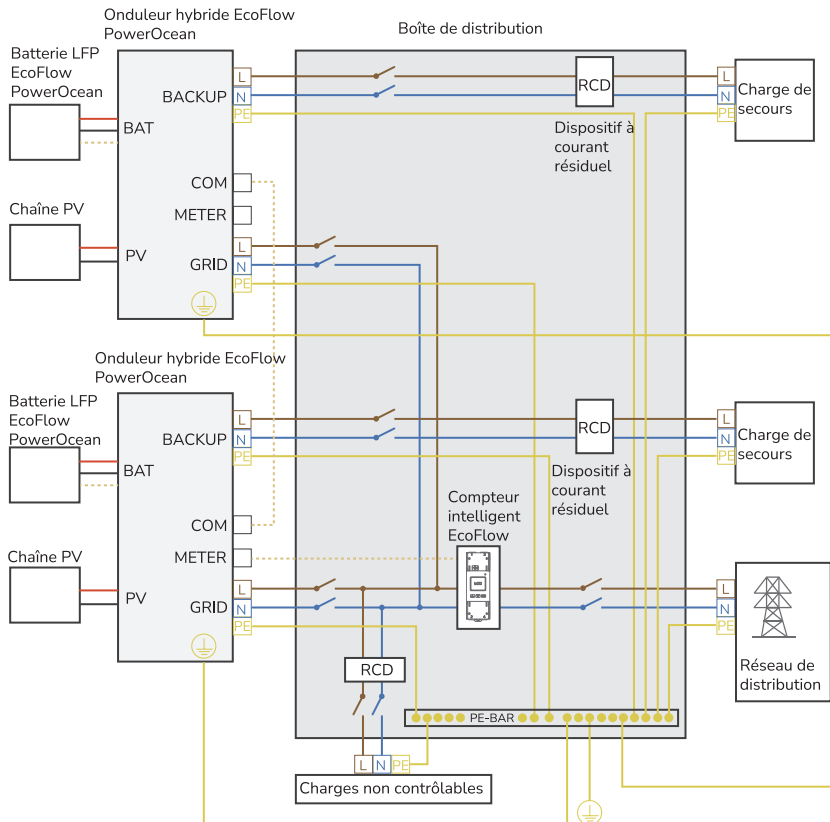 Onduleur hybride EcoFlow
PowerOcean
Boîte de distribution
Batterie LFP
EcoFlow
PowerOcean
BAT
BACKUP
L
N
PE
RCD
L
N
PE
Charge de
secours
Dispositif à
courant
résiduel
COM
METER
Chaîne PV
PV
GRID
L
N
PE
Onduleur hybride EcoFlow
PowerOcean
Batterie LFP
EcoFlow
PowerOcean
BAT
BACKUP
L
N
PE
RCD
L
N
PE
Charge de
secours
Dispositif à
courant
résiduel
Compteur
intelligent
EcoFlow
COM
METER
Chaîne PV
PV
GRID
L
N
PE
L
N
PE
Réseau de
distribution
RCD
PE-BAR
L
N
PE
Charges non contrôlables